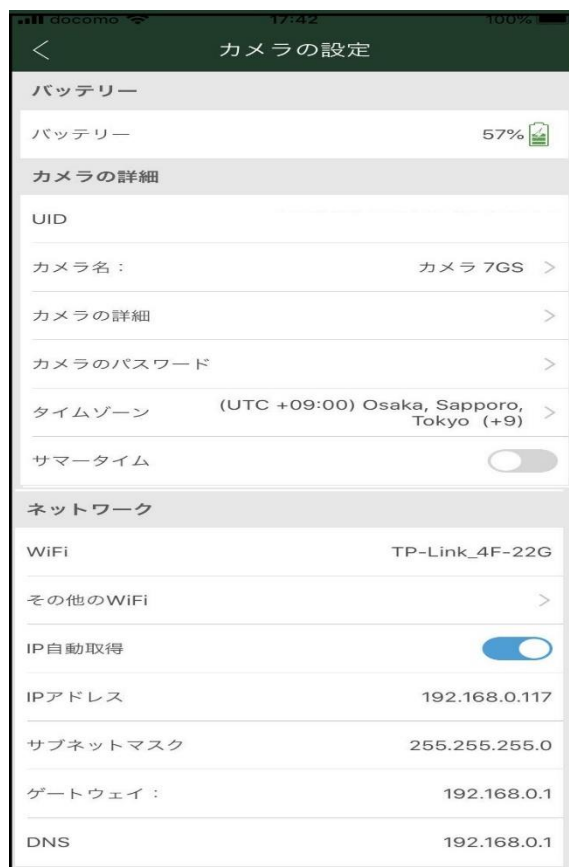 docomo 17:42 100%
カメラの設定
バッテリー
バッテリー 57%
カメラの詳細
UID
カメラ名： カメラ 7GS
カメラの詳細
カメラのパスワード
タイムゾーン (UTC +09:00) Osaka, Sapporo,
Tokyo (+9)
サマータイム
ネットワーク
WiFi TP-Link_4F-22G
その他のWiFi
IP自動取得
IPアドレス 192.168.0.117
サブネットマスク 255.255.255.0
ゲートウェイ： 192.168.0.1
DNS 192.168.0.1